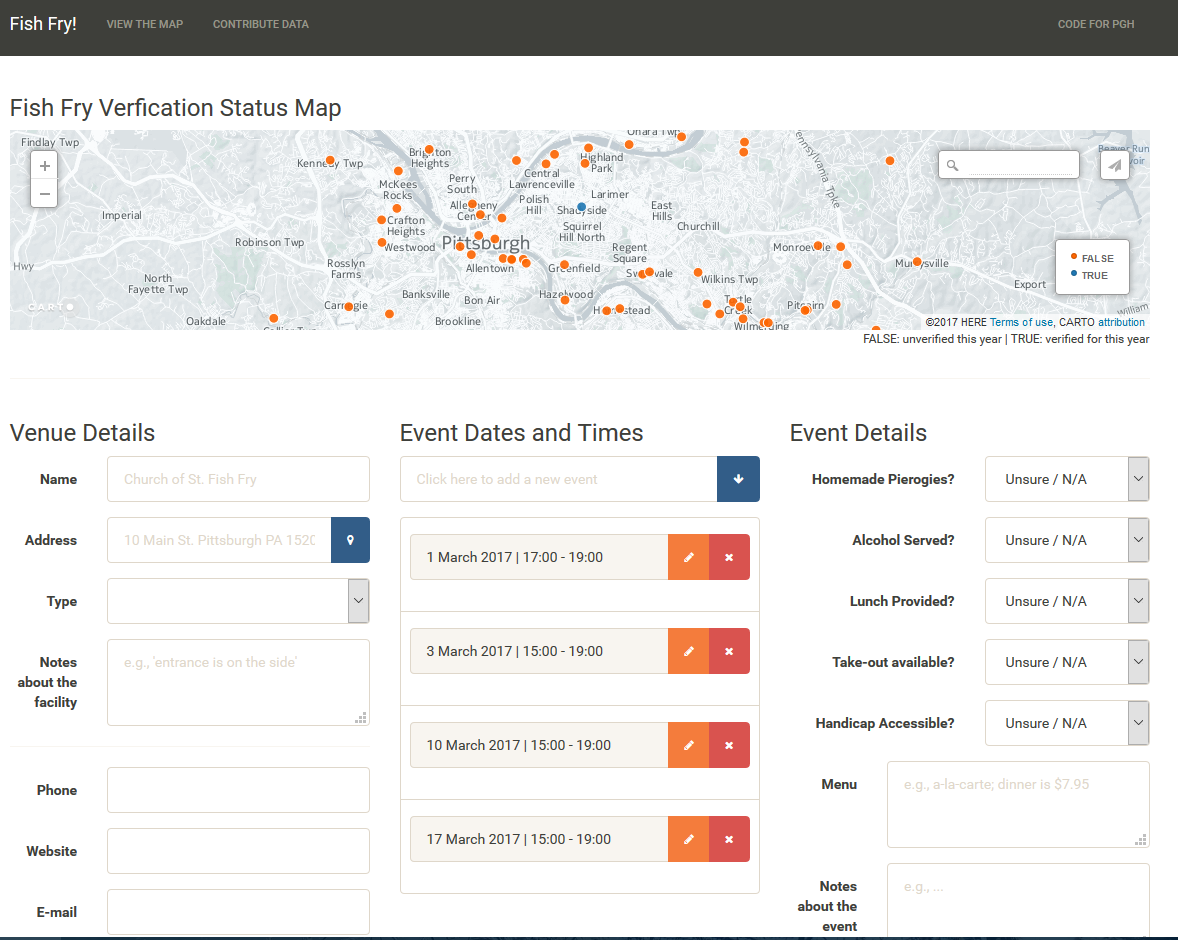 Fish Fry!
VIEW THE MAP
CONTRIBUTE DATA
CODE FOR PGH
Fish Fry Verfication Status Map
Findlay Twp
Kennedy Twp
Brighton
Heights
Ohara Twp
Highland
Park
Pennsylvania Tpke
Beaver Run
McKees
Rocks
Perry
South
Central
Lawrenceville
Larimer
Imperial
Crafton
Heights
Allegheny
Center
Polish
Hill
Shadyside
East
Hills
Squirrel
Hill North
Churchill
Robinson Twp
Westwood
Pittsburgh
Regent
Square
Monroeville
Hwy
Rosslyn
Farms
Allentown
Greenfield
Swissvale
Murrysville
North
Fayette Twp
Wilkins Twp
Export
Banksville
Bon Air
Hazelwood
Carnegie
Homestead
Turtle
Creek
Pitcairn
William
Oakdale
Brookline
Wilmerding
CARTO
+
−
FALSE
TRUE
©2017 HERE Terms of use, CARTO attribution
FALSE: unverified this year | TRUE: verified for this year
Venue Details
Name
Church of St. Fish Fry
Address
10 Main St. Pittsburgh PA 1520
Type
Notes
about the
facility
e.g., 'entrance is on the side'
Phone
Website
E-mail
Event Dates and Times
Click here to add a new event
1 March 2017 | 17:00 - 19:00
3 March 2017 | 15:00 - 19:00
10 March 2017 | 15:00 - 19:00
17 March 2017 | 15:00 - 19:00
Event Details
Homemade Pierogies?
Unsure / N/A
Alcohol Served?
Unsure / N/A
Lunch Provided?
Unsure / N/A
Take-out available?
Unsure / N/A
Handicap Accessible?
Unsure / N/A
Menu
e.g., a-la-carte; dinner is $7.95
Notes
about the
event
e.g., ...